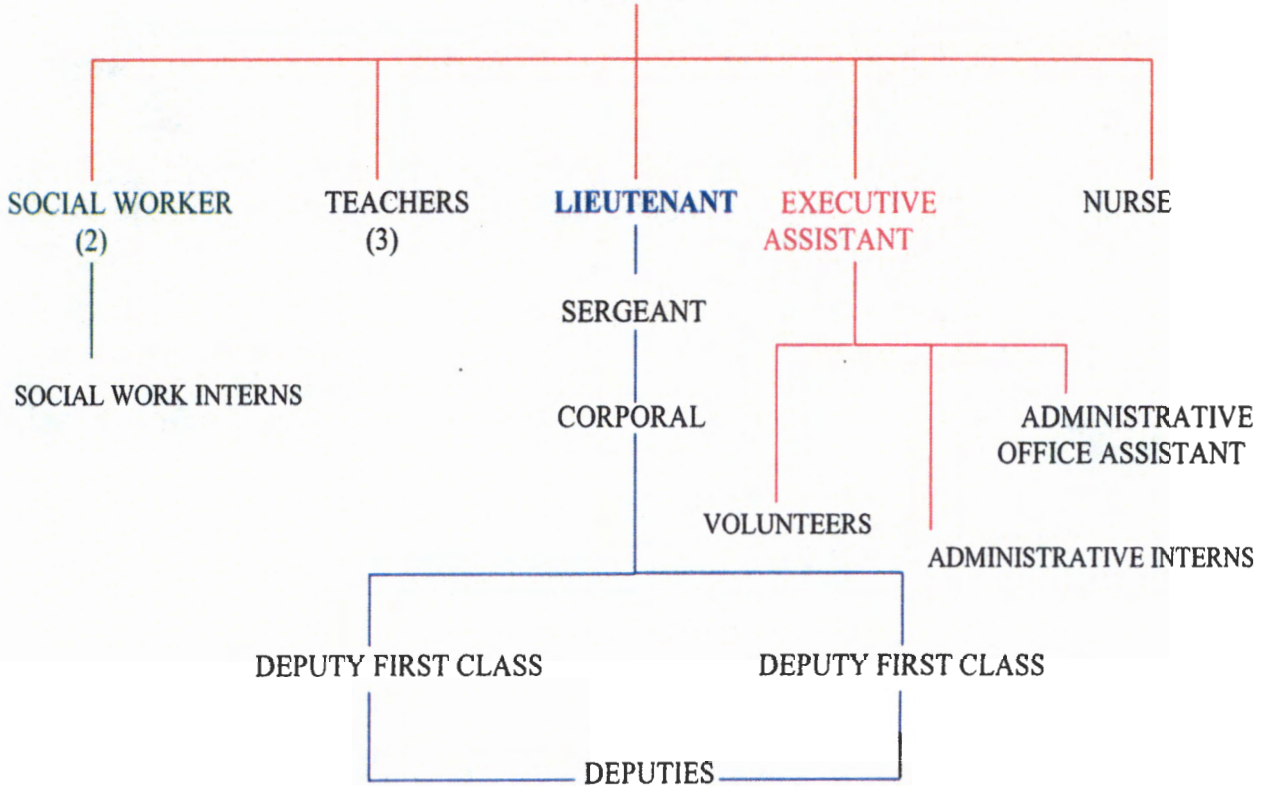 SOCIAL WORKER
(2)
TEACHERS
(3)
LIEUTENANT
EXECUTIVE
ASSISTANT
NURSE
SERGEANT
SOCIAL WORK INTERNS
CORPORAL
ADMINISTRATIVE
OFFICE ASSISTANT
VOLUNTEERS
ADMINISTRATIVE INTERNS
DEPUTY FIRST CLASS
DEPUTY FIRST CLASS
DEPUTIES